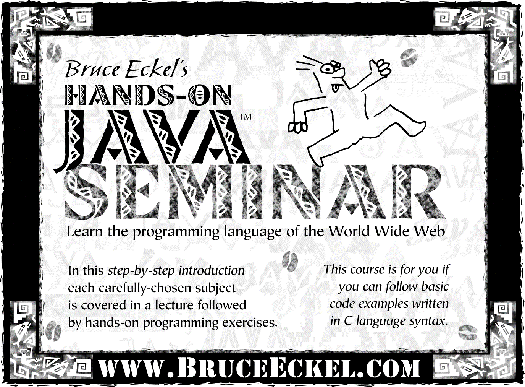 Bruce Eckel's
HANDS-ON
JAVA™
SEMINAR
Learn the programming language of the World Wide Web
In this step-by-step introduction
each carefully-chosen subject
is covered in a lecture followed
by hands-on programming exercises.
This course is for you if
you can follow basic
code examples written
in C language syntax.
WWW.BRUCEECKEL.COM